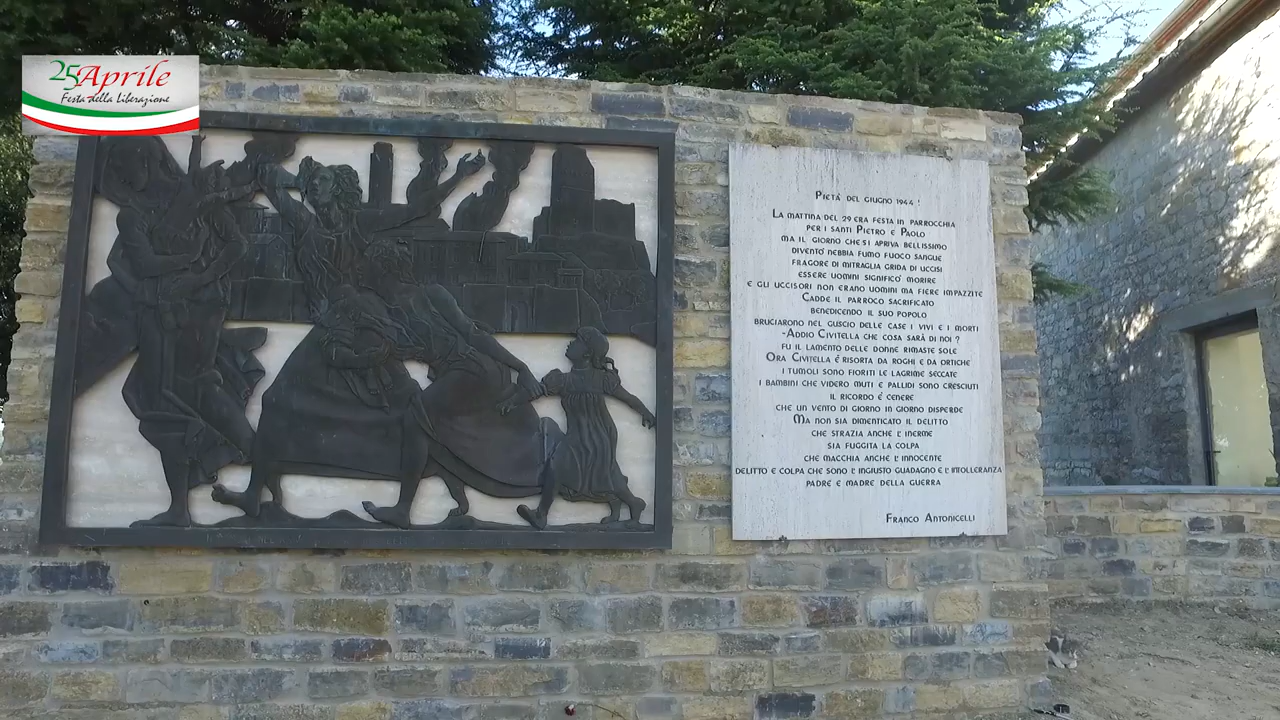 25 Aprile
Festa della Liberazione
PIETÀ DEL GIUGNO 1944 !
LA MATTINA DEL 29 ERA FESTA IN PARROCCHIA
PER I SANTI PIETRO E PAOLO
MA IL GIORNO CHE SI APRIVA BELLISSIMO
DIVENTO' NEBBIA FUMO FUOCO SANGUE
FRAGORE DI MITRAGLIA GRIDA DI UCCISI
ESSERE UOMINI SIGNIFICO' MORIRE
E GLI UCCISORI NON ERANO UOMINI MA FIERE IMPAZZITE
CADDE IL PARROCO SACRIFICATO
BENEDICENDO IL SUO POPOLO
BRUCIARONO NEL GUSCIO DELLE CASE I VIVI E I MORTI
-ADDIO CIVITELLA CHE COSA SARÀ DI NOI ?
FU IL LAMENTO DELLE DONNE RIMASTE SOLE
ORA CIVITELLA È RISORTA DA ROGHI E DA ORTICHE
I TUMOLI SONO FIORITI LE LAGRIME SECCATE
I BAMBINI CHE VIDERO MUTI E PALLIDI SONO CRESCIUTI
IL RICORDO È CENERE
CHE UN VENTO DI GIORNO IN GIORNO DISPERDE
MA NON SIA DIMENTICATO IL DELITTO
CHE STRAZIA ANCHE L'INERME
SIA FUGGITA LA COLPA
CHE MACCHIA ANCHE L'INNOCENTE
DELITTO E COLPA CHE SONO L'INGIUSTO GUADAGNO E L'INTOLLERANZA
PADRE E MADRE DELLA GUERRA
FRANCO ANTONICELLI